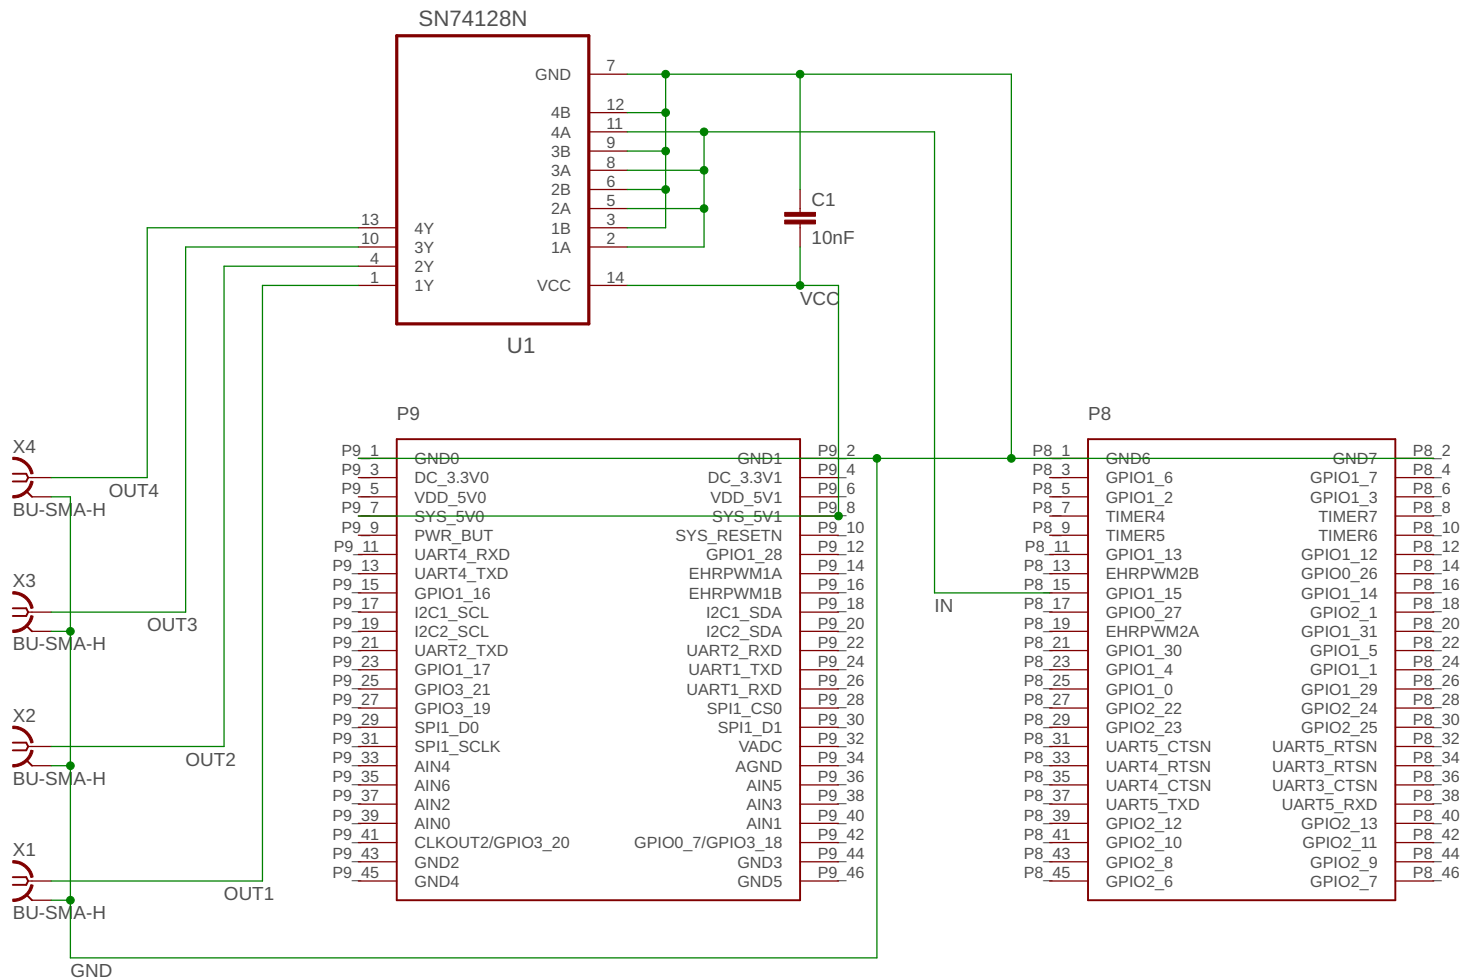 SN74128N
GND 7
4B 12
4A 11
3B 9
3A 8
2B 6
2A 5
1B 3
1A 2
VCC 14
13 4Y
10 3Y
4 2Y
1 1Y
U1
C1
10nF
VCC
X4
OUT4
BU-SMA-H
X3
OUT3
BU-SMA-H
X2
OUT2
BU-SMA-H
X1
OUT1
BU-SMA-H
GND
IN
P9
P9_1 GND0 GND1 P9_2
P9_3 DC_3.3V0 DC_3.3V1 P9_4
P9_5 VDD_5V0 VDD_5V1 P9_6
P9_7 SYS_5V0 SYS_5V1 P9_8
P9_9 PWR_BUT SYS_RESETN P9_10
P9_11 UART4_RXD GPIO1_28 P9_12
P9_13 UART4_TXD EHRPWM1A P9_14
P9_15 GPIO1_16 EHRPWM1B P9_16
P9_17 I2C1_SCL I2C1_SDA P9_18
P9_19 I2C2_SCL I2C2_SDA P9_20
P9_21 UART2_TXD UART2_RXD P9_22
P9_23 GPIO1_17 UART1_TXD P9_24
P9_25 GPIO3_21 UART1_RXD P9_26
P9_27 GPIO3_19 SPI1_CS0 P9_28
P9_29 SPI1_D0 SPI1_D1 P9_30
P9_31 SPI1_SCLK VADC P9_32
P9_33 AIN4 AGND P9_34
P9_35 AIN6 AIN5 P9_36
P9_37 AIN2 AIN3 P9_38
P9_39 AIN0 AIN1 P9_40
P9_41 CLKOUT2/GPIO3_20 GPIO0_7/GPIO3_18 P9_42
P9_43 GND2 GND3 P9_44
P9_45 GND4 GND5 P9_46
P8
P8_1 GND6 GND7 P8_2
P8_3 GPIO1_6 GPIO1_7 P8_4
P8_5 GPIO1_2 GPIO1_3 P8_6
P8_7 TIMER4 TIMER7 P8_8
P8_9 TIMER5 TIMER6 P8_10
P8_11 GPIO1_13 GPIO1_12 P8_12
P8_13 EHRPWM2B GPIO0_26 P8_14
P8_15 GPIO1_15 GPIO1_14 P8_16
P8_17 GPIO0_27 GPIO2_1 P8_18
P8_19 EHRPWM2A GPIO1_31 P8_20
P8_21 GPIO1_30 GPIO1_5 P8_22
P8_23 GPIO1_4 GPIO1_1 P8_24
P8_25 GPIO1_0 GPIO1_29 P8_26
P8_27 GPIO2_22 GPIO2_24 P8_28
P8_29 GPIO2_23 GPIO2_25 P8_30
P8_31 UART5_CTSN UART5_RTSN P8_32
P8_33 UART4_RTSN UART3_RTSN P8_34
P8_35 UART4_CTSN UART3_CTSN P8_36
P8_37 UART5_TXD UART5_RXD P8_38
P8_39 GPIO2_12 GPIO2_13 P8_40
P8_41 GPIO2_10 GPIO2_11 P8_42
P8_43 GPIO2_8 GPIO2_9 P8_44
P8_45 GPIO2_6 GPIO2_7 P8_46